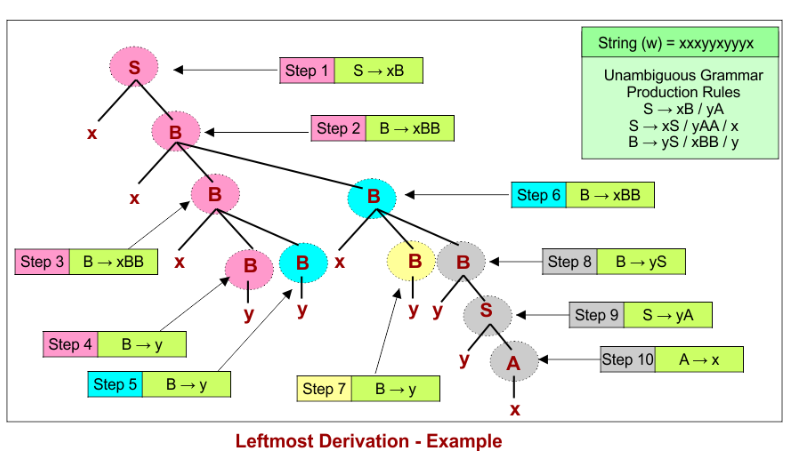 String (w) = xxxyyxyyyx
Unambiguous Grammar
Production Rules
S → xB / yA
S → xS / yAA / x
B → yS / xBB / y
S
Step 1 S → xB
x
B
Step 2 B → xBB
x
B
B
Step 6 B → xBB
Step 3 B → xBB
x
B
B
x
B
B
Step 8 B → yS
y
y
y
y
S
Step 9 S → yA
Step 4 B → y
y
A
Step 10 A → x
Step 5 B → y
Step 7 B → y
x
Leftmost Derivation - Example